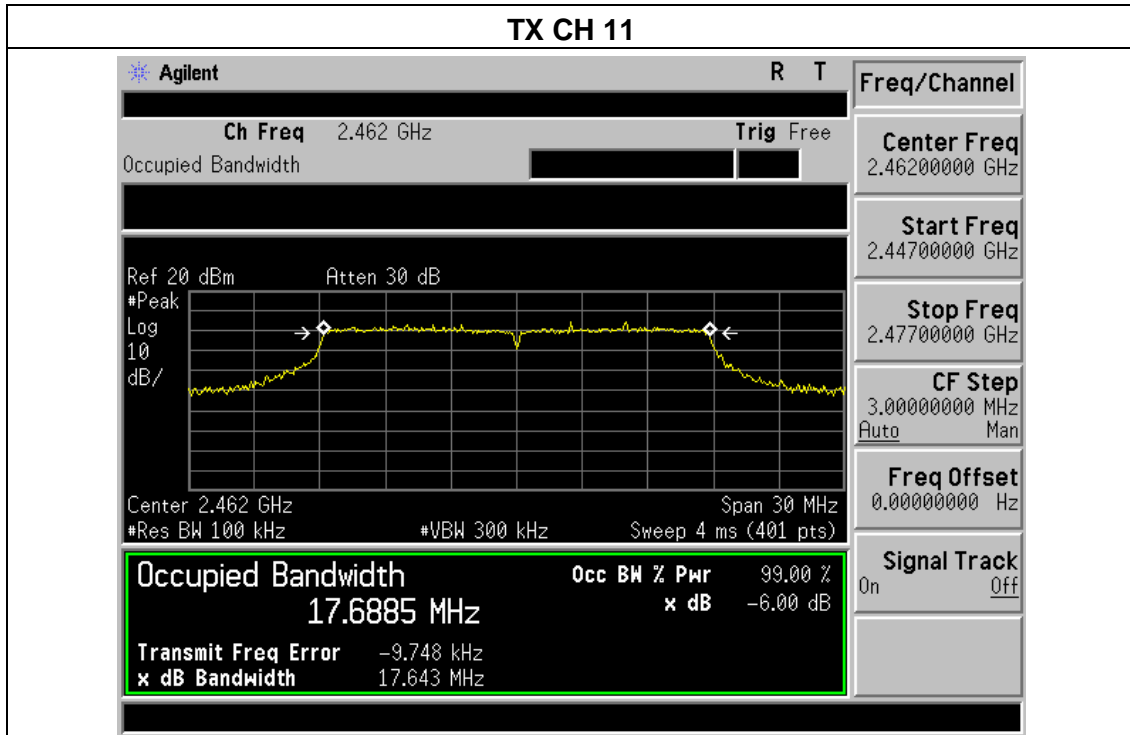 TX CH 11
Agilent R T
Freq/Channel
Ch Freq 2.462 GHz Trig Free
Occupied Bandwidth
Center Freq
2.46200000 GHz
Start Freq
2.44700000 GHz
Stop Freq
2.47700000 GHz
CF Step
3.00000000 MHz
Auto Man
Freq Offset
0.00000000 Hz
Signal Track
On Off
Ref 20 dBm Atten 30 dB
#Peak
Log
10
dB/
Center 2.462 GHz Span 30 MHz
#Res BW 100 kHz #VBW 300 kHz Sweep 4 ms (401 pts)
Occupied Bandwidth Occ BW % Pwr 99.00 %
17.6885 MHz x dB -6.00 dB
Transmit Freq Error -9.748 kHz
x dB Bandwidth 17.643 MHz